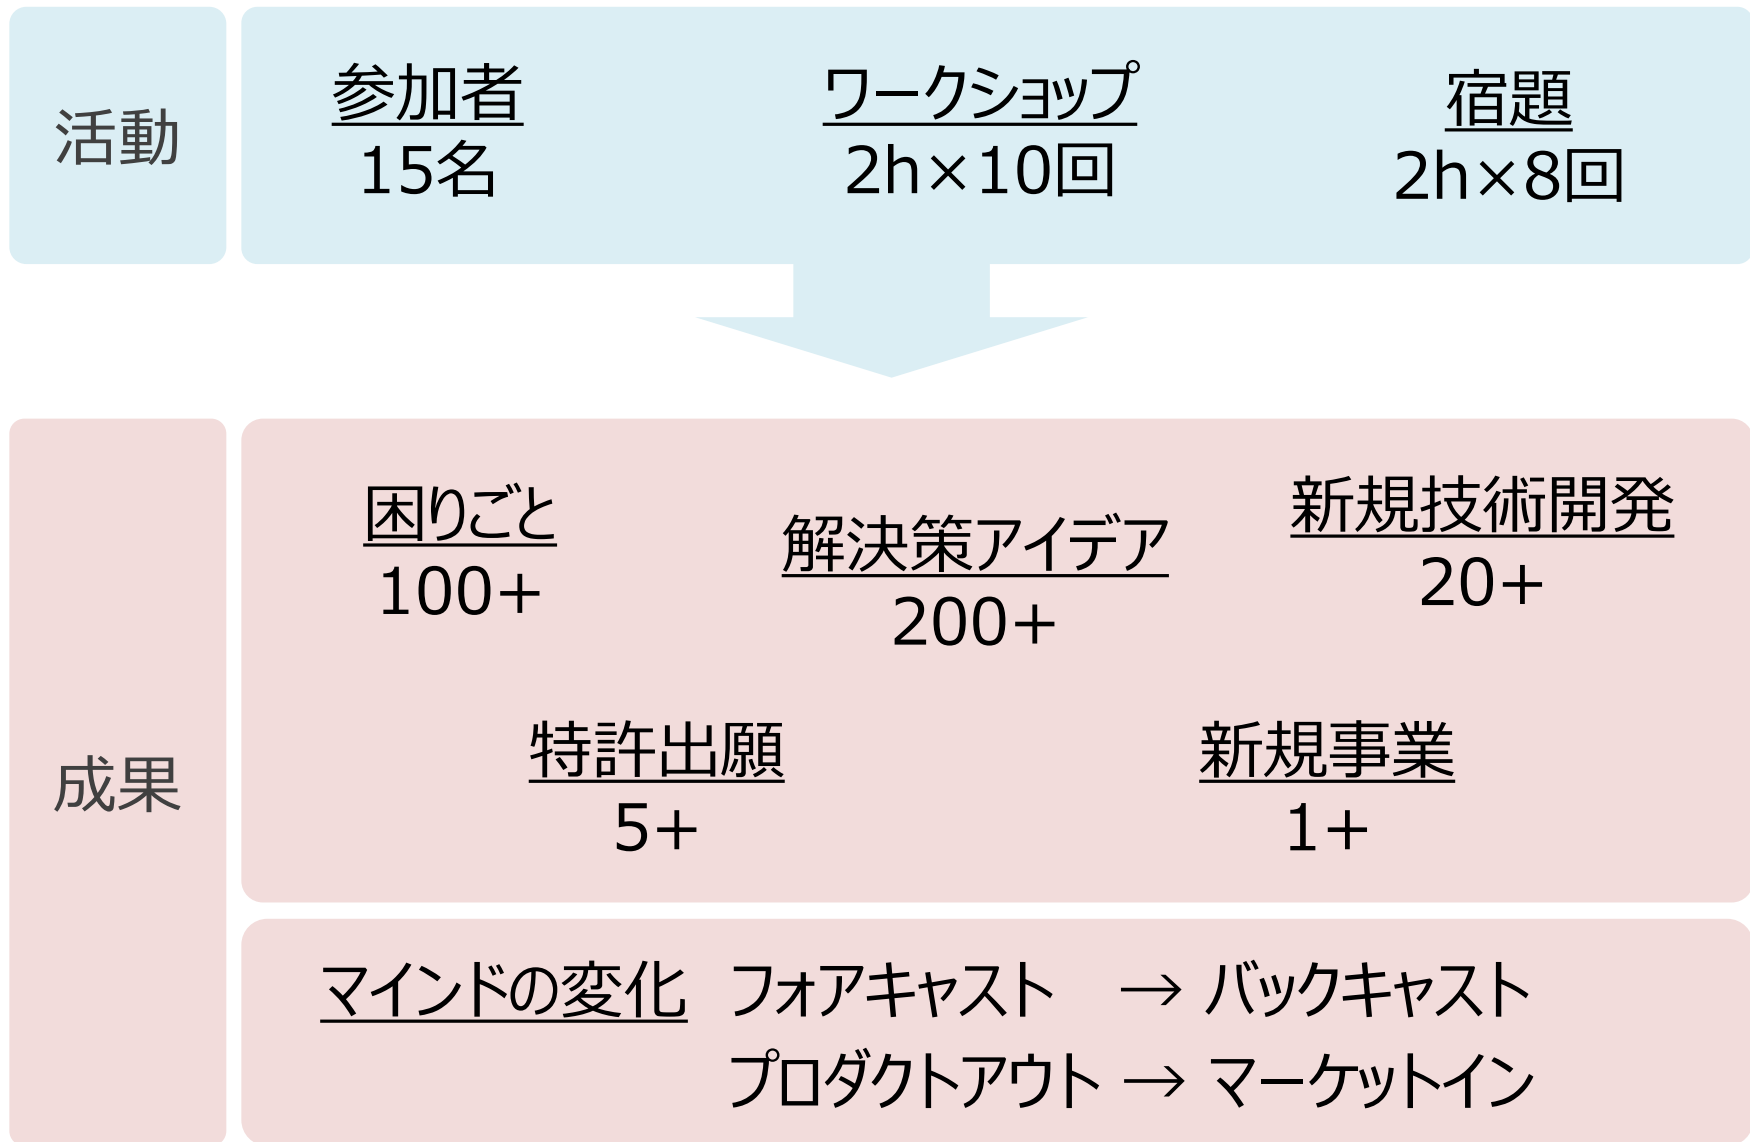 活動
参加者
15名
ワークショップ
2h×10回
宿題
2h×8回
成果
困りごと
100+
解決策アイデア
200+
新規技術開発
20+
特許出願
5+
新規事業
1+
マインドの変化 フォアキャスト → バックキャスト
プロダクトアウト → マーケットイン